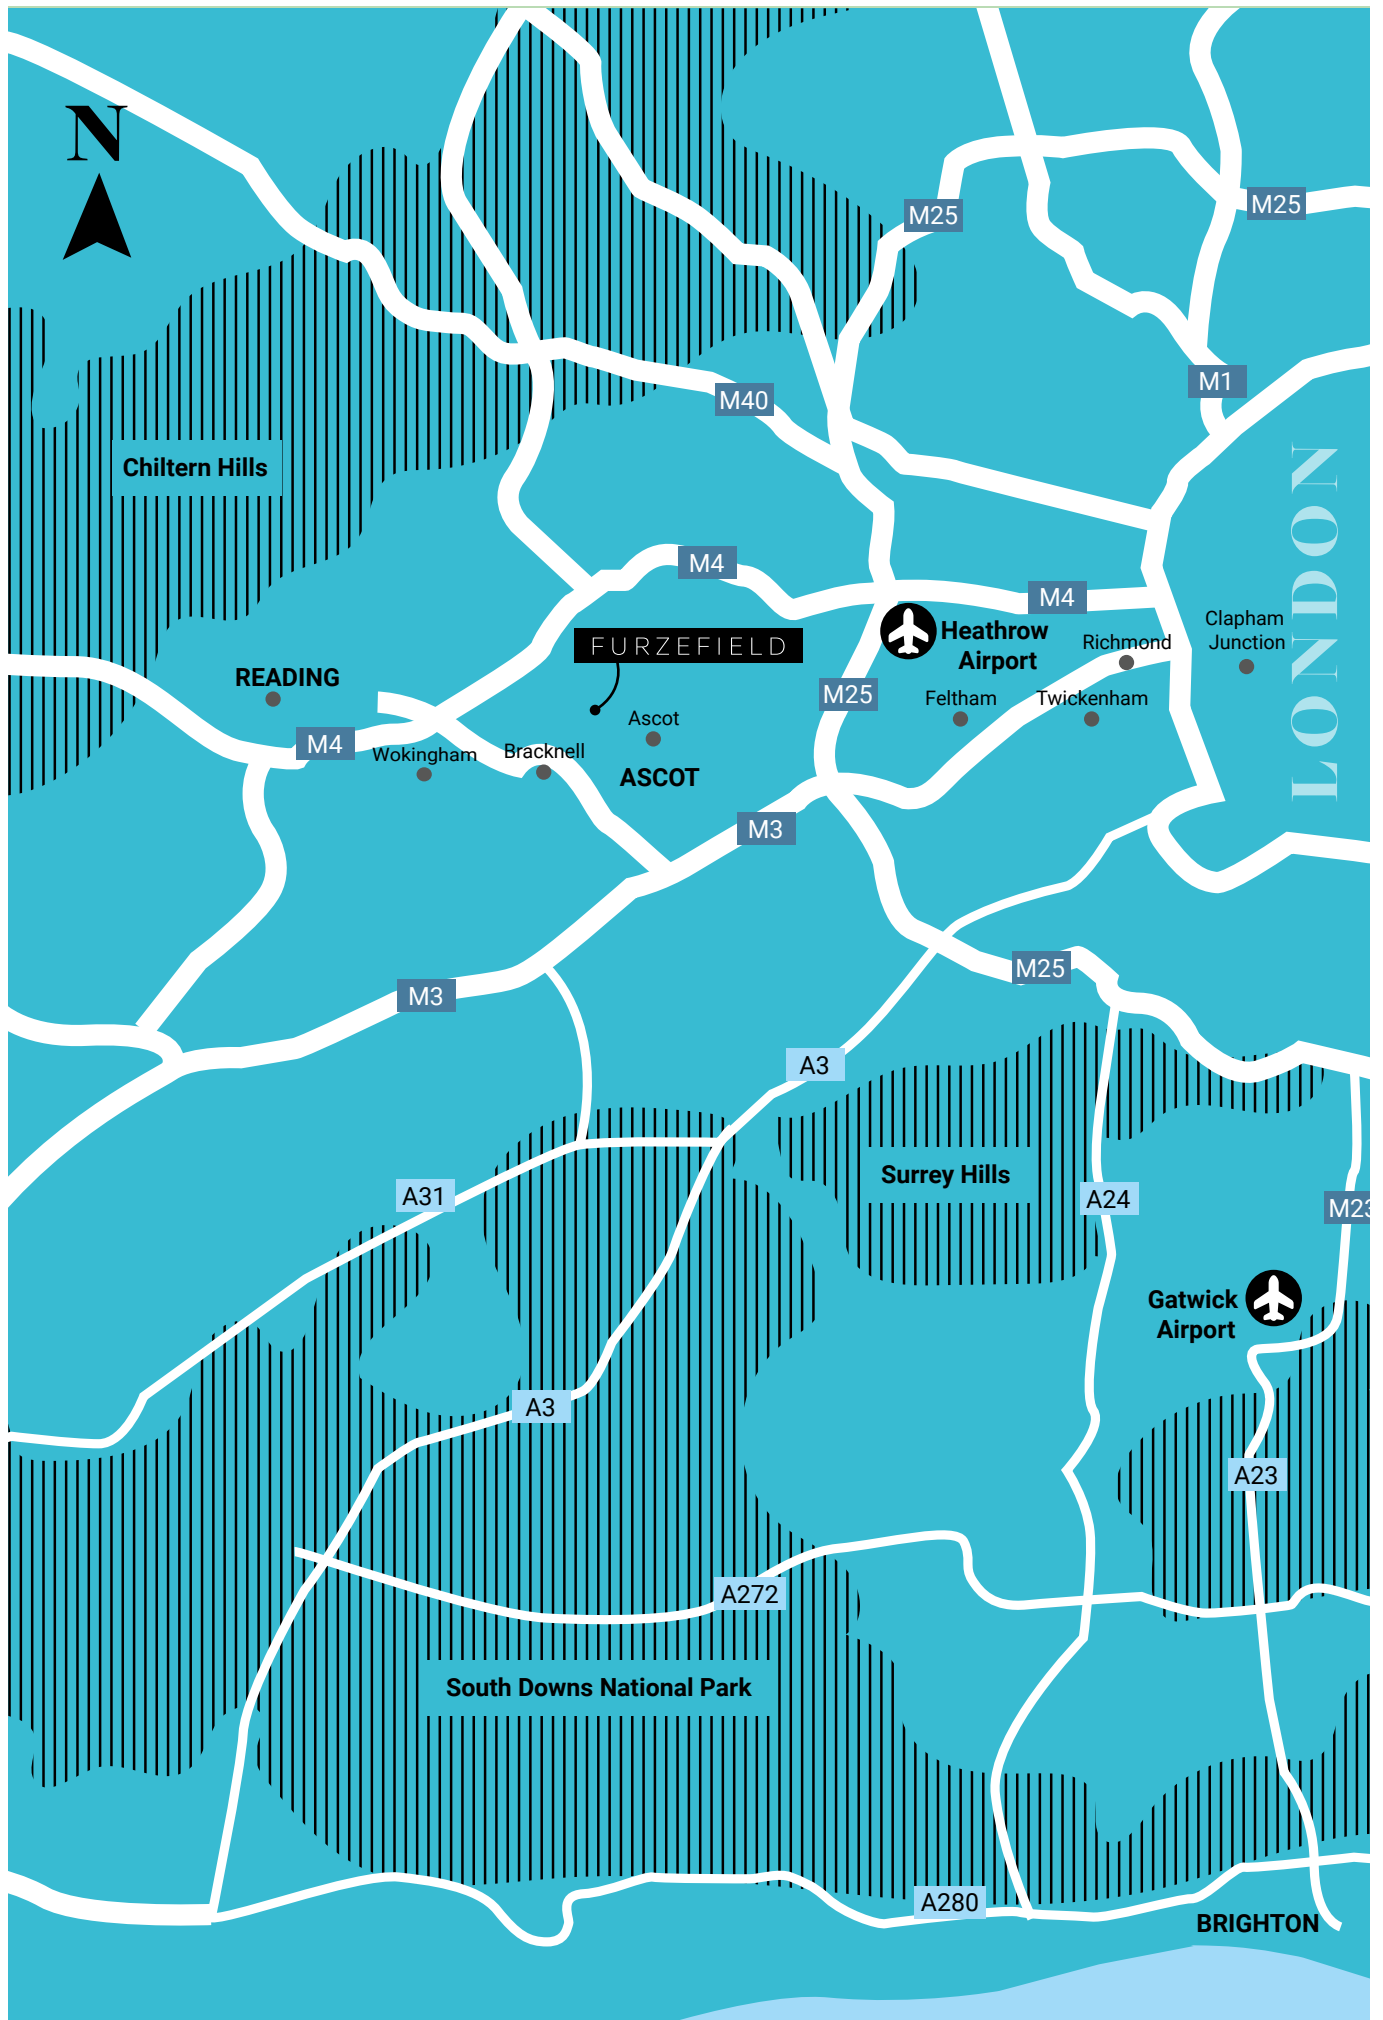 N
M25
M25
M1
M40
Chiltern Hills
LONDON
M4
M4
Heathrow
Airport
Clapham
Junction
Richmond
FURZEFIELD
READING
M25
Feltham
Twickenham
Ascot
M4
Wokingham
Bracknell
ASCOT
M3
M25
M3
A3
Surrey Hills
A31
A24
M23
Gatwick
Airport
A3
A23
A272
South Downs National Park
A280
BRIGHTON